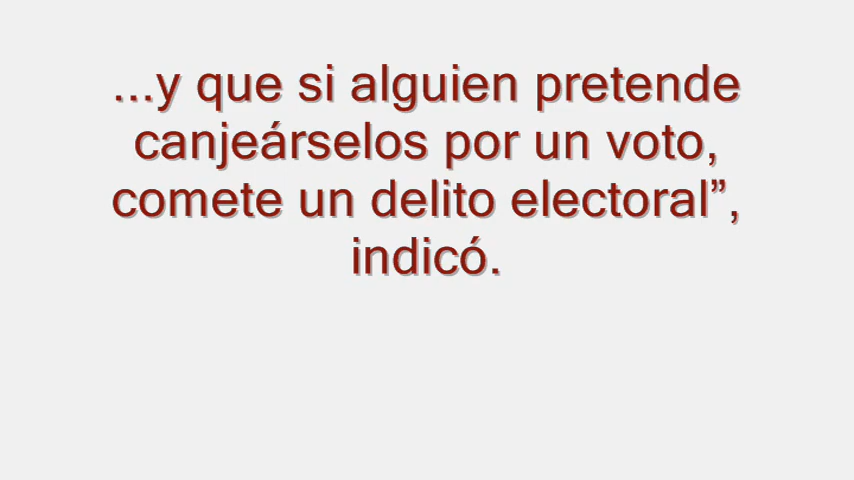 ...y que si alguien pretende
canjeárselos por un voto,
comete un delito electoral”,
indicó.